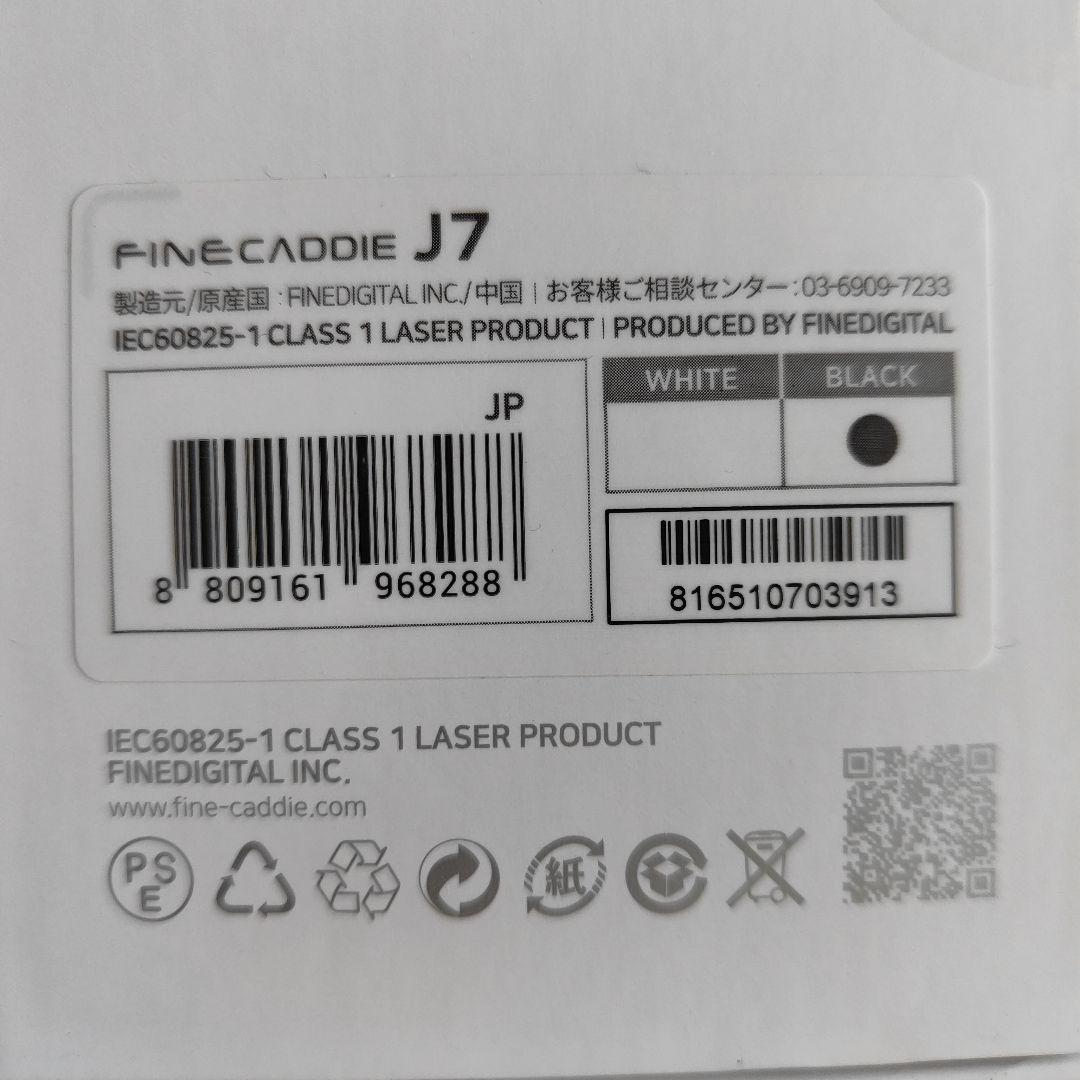 FINECADDIE J7
製造元/原産国 : FINEDIGITAL INC./中国 | お客様ご相談センター : 03-6909-7233
IEC60825-1 CLASS 1 LASER PRODUCT | PRODUCED BY FINEDIGITAL
JP
8 809161 968288
WHITE BLACK
816510703913
IEC60825-1 CLASS 1 LASER PRODUCT
FINEDIGITAL INC.
www.fine-caddie.com
PSE
紙